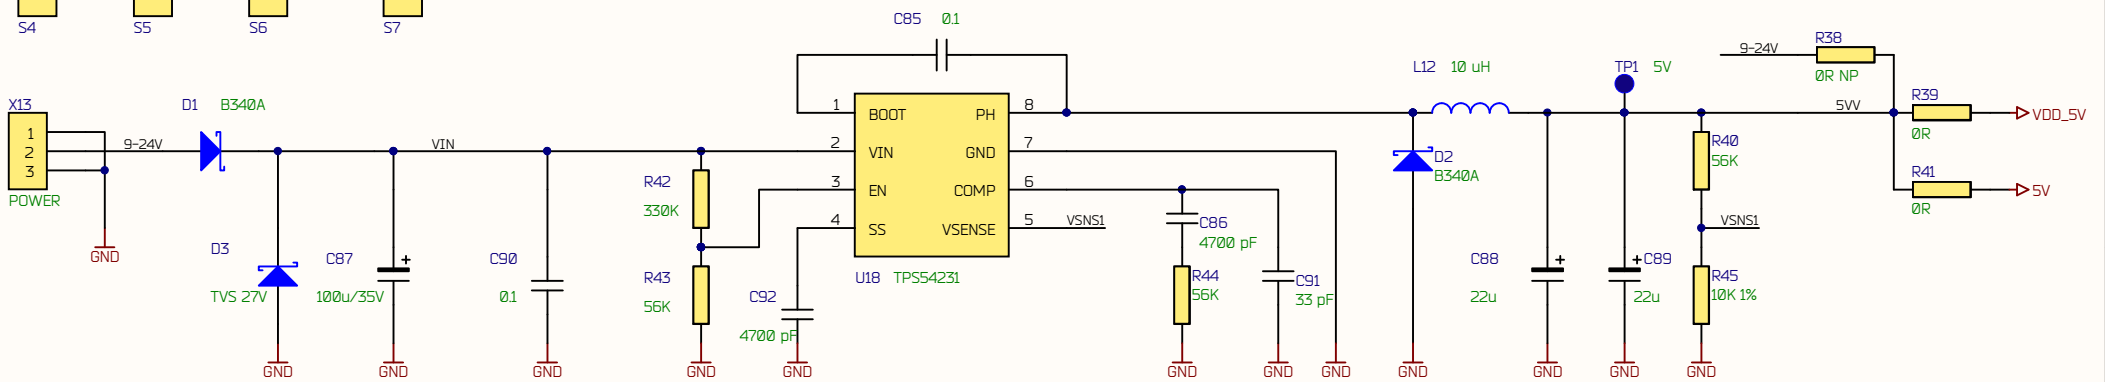 S4
S5
S6
S7
C85 0.1
X13
1
2
3
POWER
GND
9-24V
D1 B340A
VIN
D3
TVS 27V
GND
C87
+
100u/35V
GND
C90
0.1
GND
R42
330K
R43
56K
GND
C92
4700 pF
GND
1 BOOT
2 VIN
3 EN
4 SS
PH 8
GND 7
COMP 6
VSENSE 5
U18 TPS54231
VSNS1
C86
4700 pF
R44
56K
GND
C91
33 pF
GND
GND
L12 10 uH
D2
B340A
GND
C88
+
22u
GND
TP1 5V
+
C89
22u
GND
R40
56K
VSNS1
R45
10K 1%
GND
9-24V
R38
0R NP
5VV
R39
0R
VDD_5V
R41
0R
5V